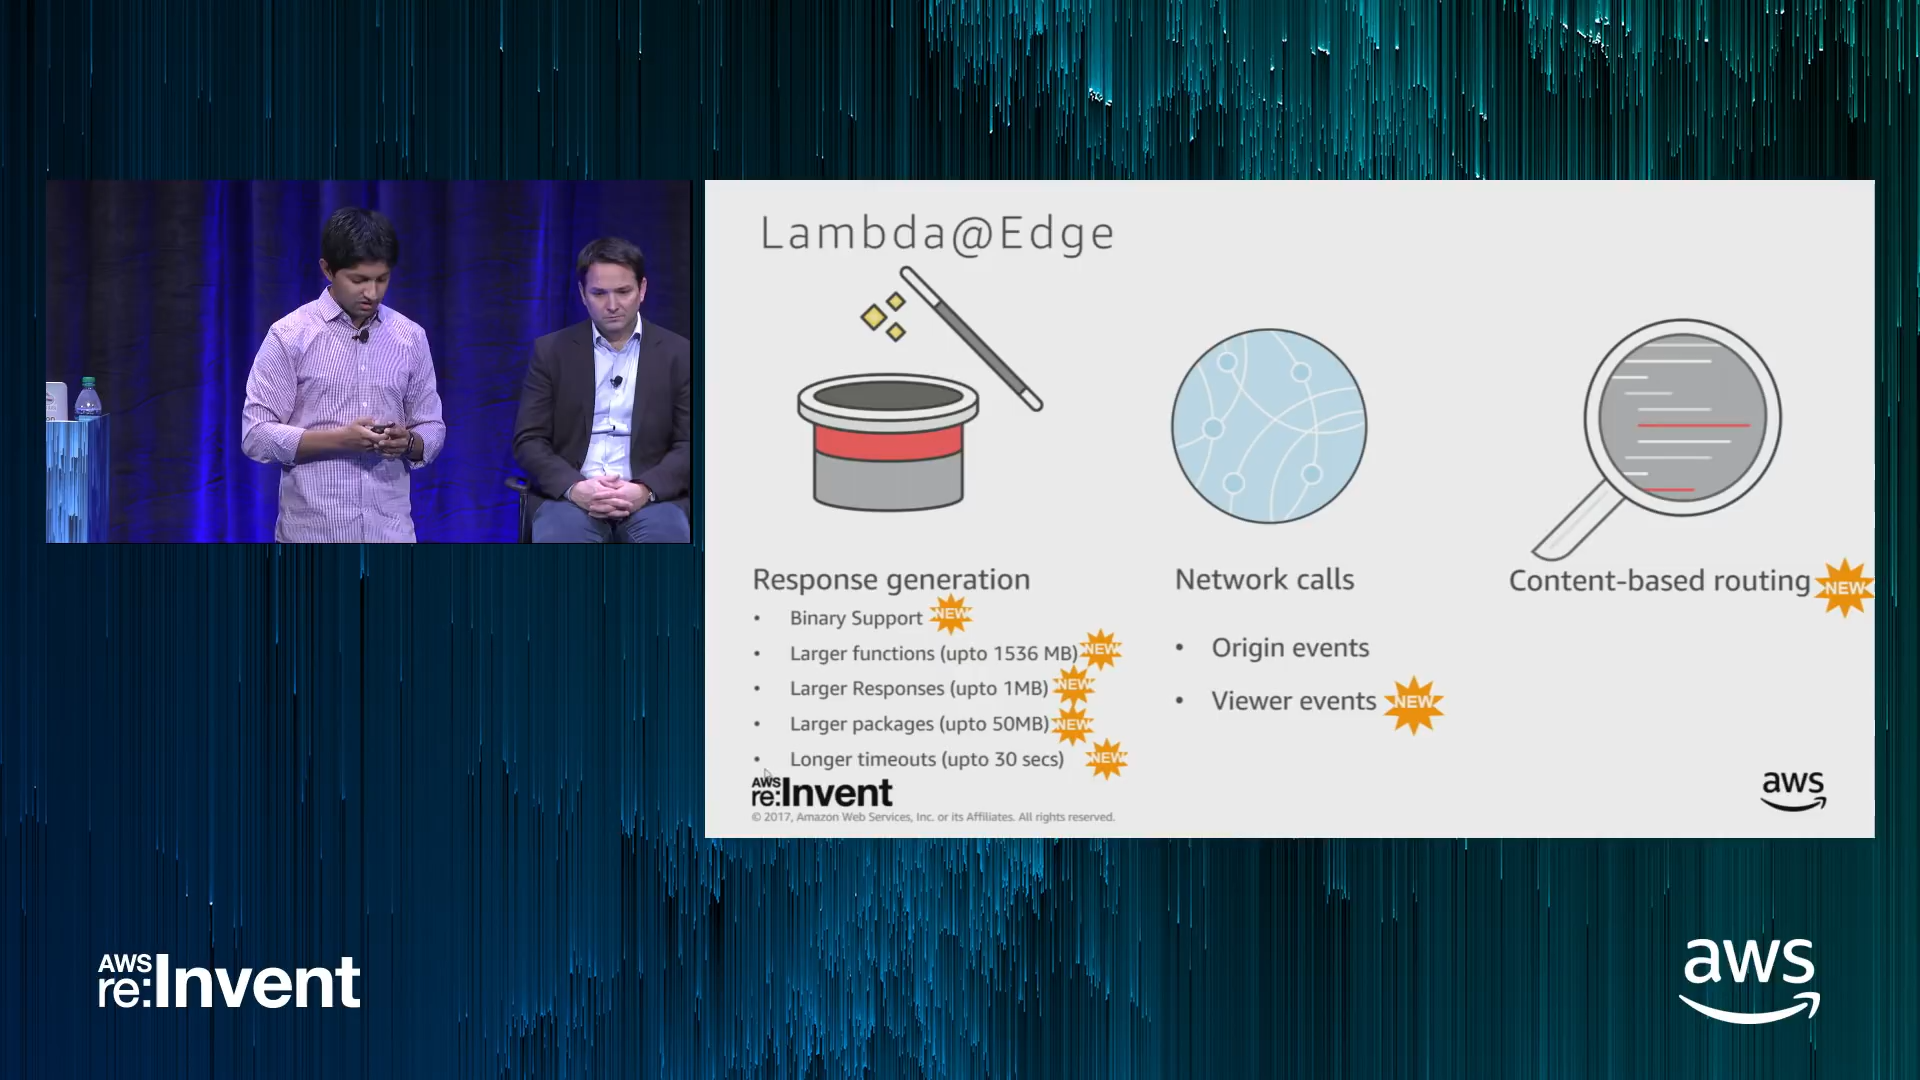 Lambda@Edge
Response generation
• Binary Support NEW
• Larger functions (upto 1536 MB) NEW
• Larger Responses (upto 1MB) NEW
• Larger packages (upto 50MB) NEW
• Longer timeouts (upto 30 secs) NEW
Network calls
• Origin events
• Viewer events NEW
Content-based routing NEW
AWS
re:Invent
© 2017, Amazon Web Services, Inc. or its Affiliates. All rights reserved.
aws
AWS
re:Invent
aws